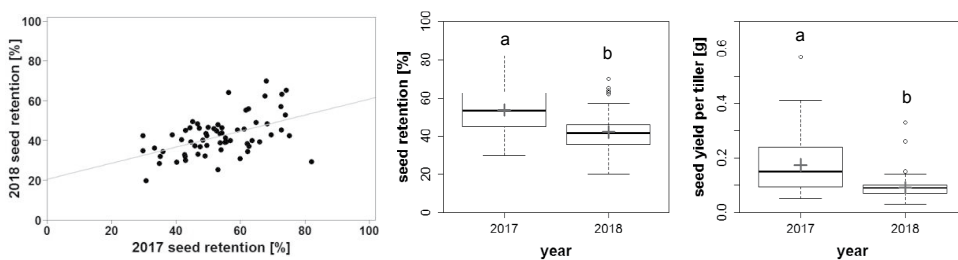 100
80
60
40
20
0
2018 seed retention [%]
0 20 40 60 80 100
2017 seed retention [%]
100
80
60
40
20
0
seed retention [%]
a
b
2017 2018
year
0.6
0.4
0.2
0.0
seed yield per tiller [g]
a
b
2017 2018
year